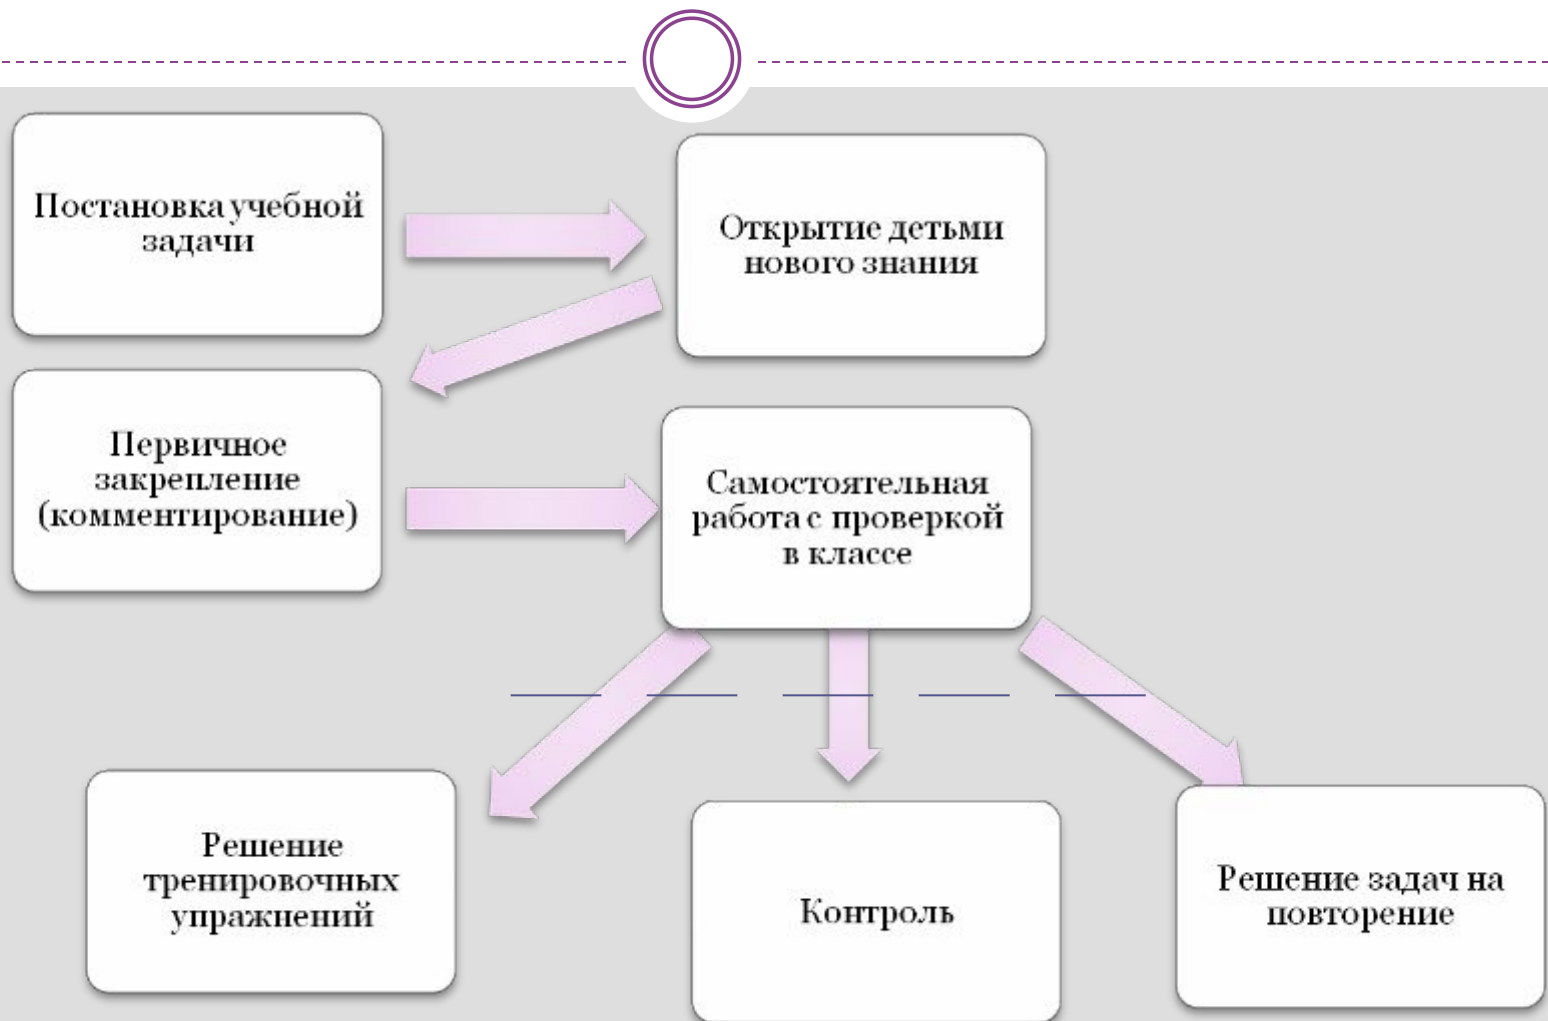 Постановка учебной
задачи
Открытие детьми
нового знания
Первичное
закрепление
(комментирование)
Самостоятельная
работа с проверкой
в классе
Решение
тренировочных
упражнений
Контроль
Решение задач на
повторение